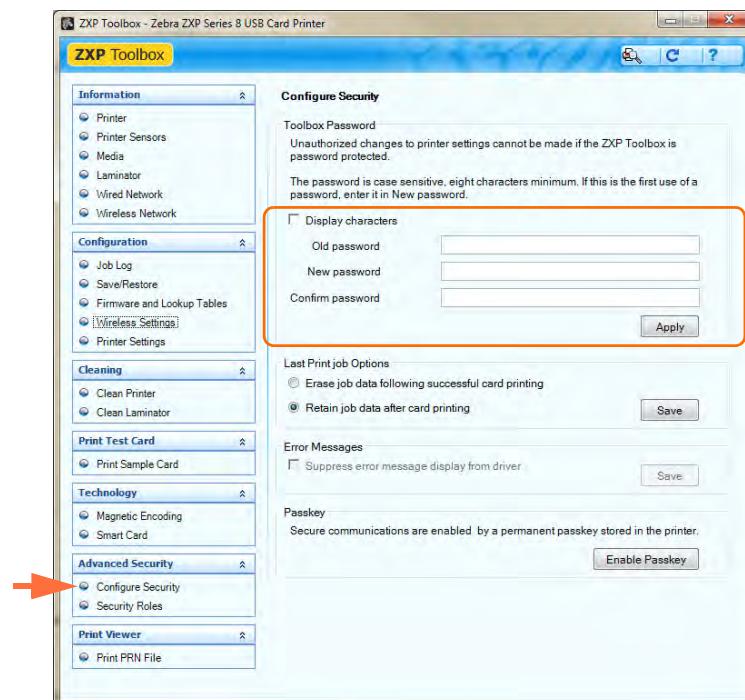 ZXP Toolbox - Zebra ZXP Series 8 USB Card Printer
ZXP Toolbox
?
Information
Printer
Printer Sensors
Media
Laminator
Wired Network
Wireless Network
Configuration
Job Log
Save/Restore
Firmware and Lookup Tables
Wireless Settings
Printer Settings
Cleaning
Clean Printer
Clean Laminator
Print Test Card
Print Sample Card
Technology
Magnetic Encoding
Smart Card
Advanced Security
Configure Security
Security Roles
Print Viewer
Print PRN File
Configure Security
Toolbox Password
Unauthorized changes to printer settings cannot be made if the ZXP Toolbox is
password protected.
The password is case sensitive, eight characters minimum. If this is the first use of a
password, enter it in New password.
Display characters
Old password
New password
Confirm password
Apply
Last Print job Options
Erase job data following successful card printing
Retain job data after card printing
Save
Error Messages
Suppress error message display from driver
Save
Passkey
Secure communications are enabled by a permanent passkey stored in the printer.
Enable Passkey